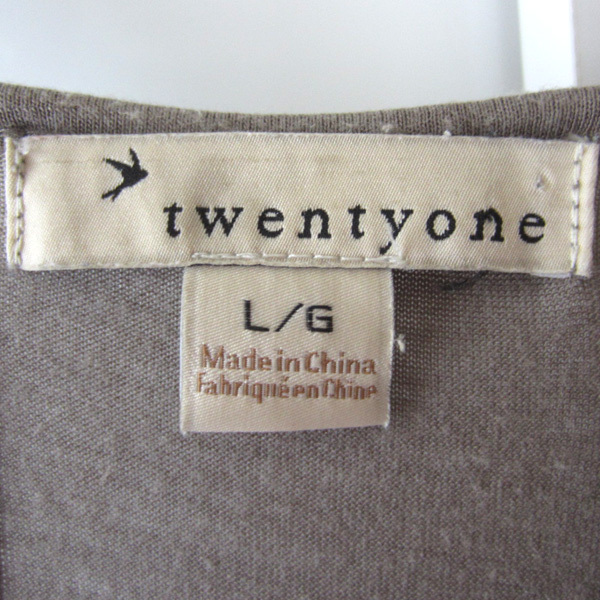 twentyone
L/G
Made in China
Fabriqué en Chine